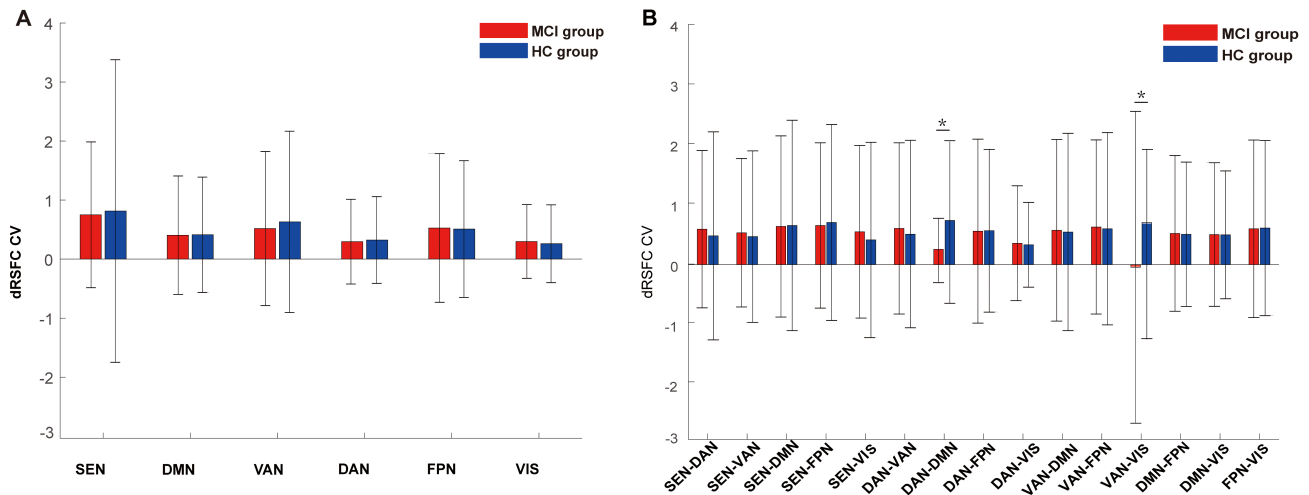 A
MCI group
HC group
dRSFC CV
4
3
2
1
0
-1
-2
-3
SEN
DMN
VAN
DAN
FPN
VIS
B
MCI group
HC group
dRSFC CV
4
3
2
1
0
-1
-2
-3
*
*
SEN-DAN
SEN-VAN
SEN-DMN
SEN-FPN
SEN-VIS
DAN-VAN
DAN-DMN
DAN-FPN
DAN-VIS
VAN-DMN
VAN-FPN
VAN-VIS
DMN-FPN
DMN-VIS
FPN-VIS